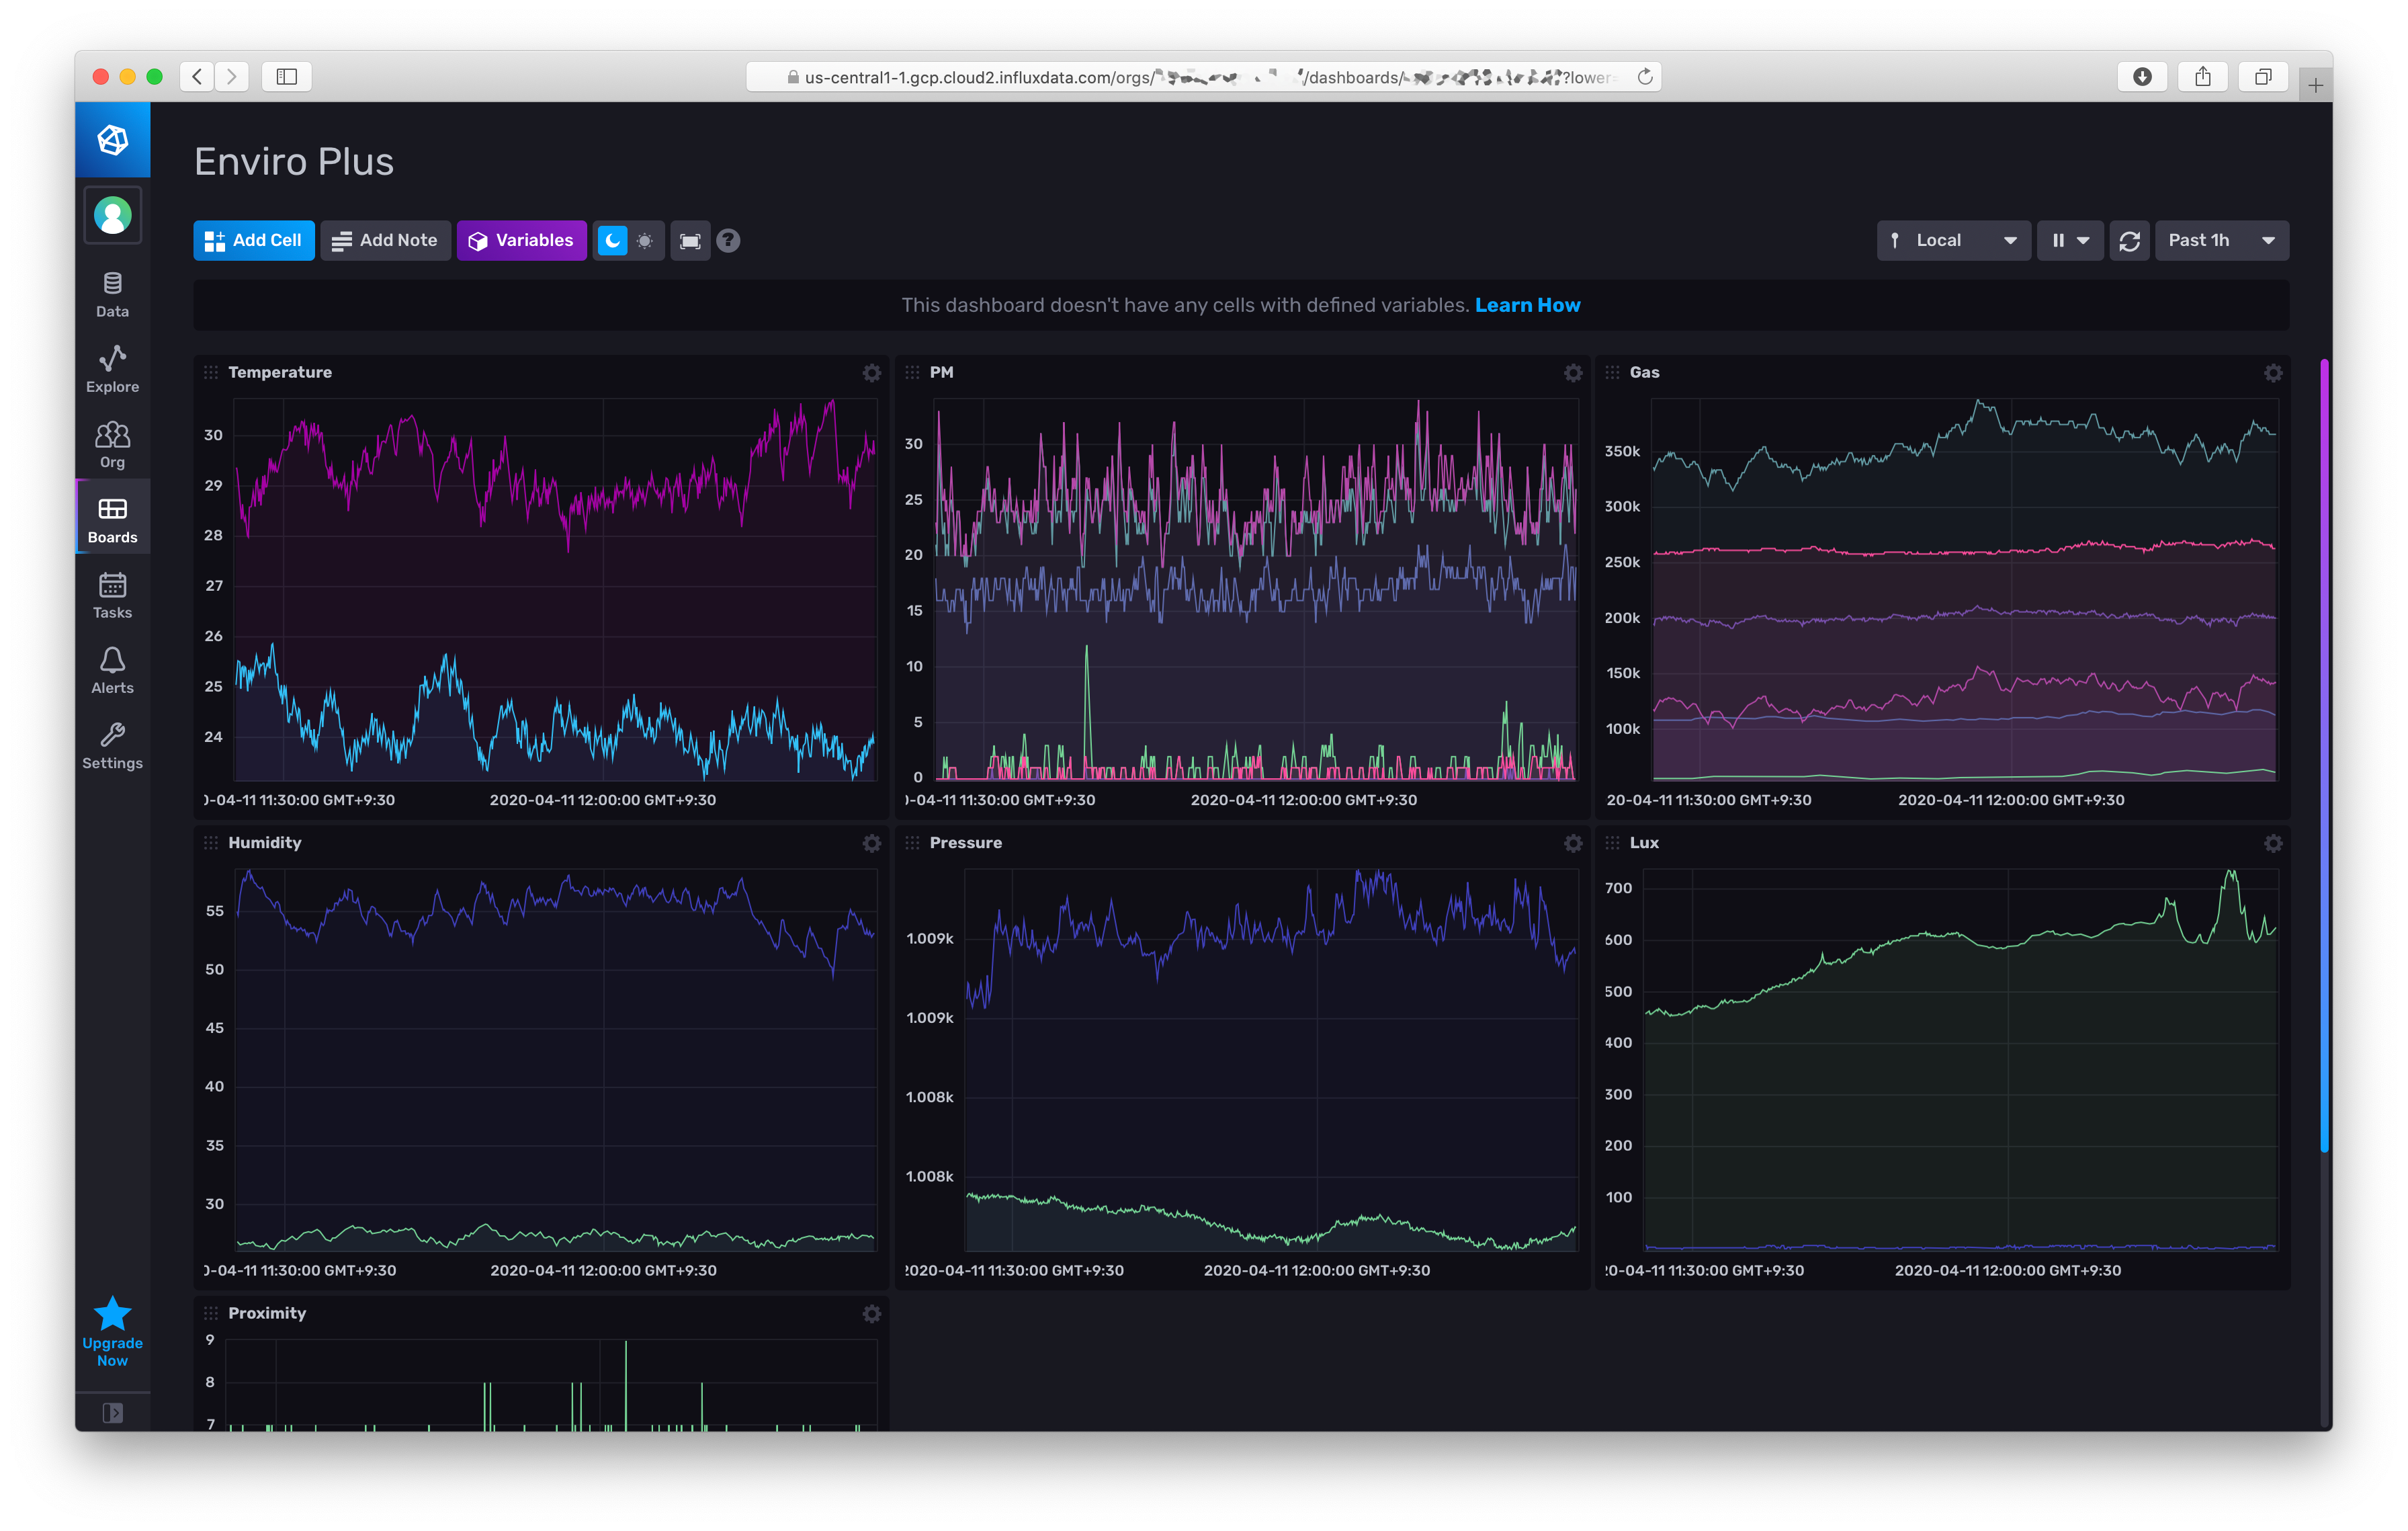 us-central1-1.gcp.cloud2.influxdata.com/orgs/ /dashboards/ ?lower=
Enviro Plus
Add Cell Add Note Variables ? Local Past 1h
This dashboard doesn't have any cells with defined variables. Learn How
Data
Explore
Org
Boards
Tasks
Alerts
Settings
Upgrade
Now
Temperature
30
29
28
27
26
25
24
0-04-11 11:30:00 GMT+9:30 2020-04-11 12:00:00 GMT+9:30
PM
30
25
20
15
10
5
0
0-04-11 11:30:00 GMT+9:30 2020-04-11 12:00:00 GMT+9:30
Gas
350k
300k
250k
200k
150k
100k
20-04-11 11:30:00 GMT+9:30 2020-04-11 12:00:00 GMT+9:30
Humidity
55
50
45
40
35
30
0-04-11 11:30:00 GMT+9:30 2020-04-11 12:00:00 GMT+9:30
Pressure
1.009k
1.009k
1.008k
1.008k
2020-04-11 11:30:00 GMT+9:30 2020-04-11 12:00:00 GMT+9:30
Lux
700
600
500
400
300
200
100
0-04-11 11:30:00 GMT+9:30 2020-04-11 12:00:00 GMT+9:30
Proximity
9
8
7